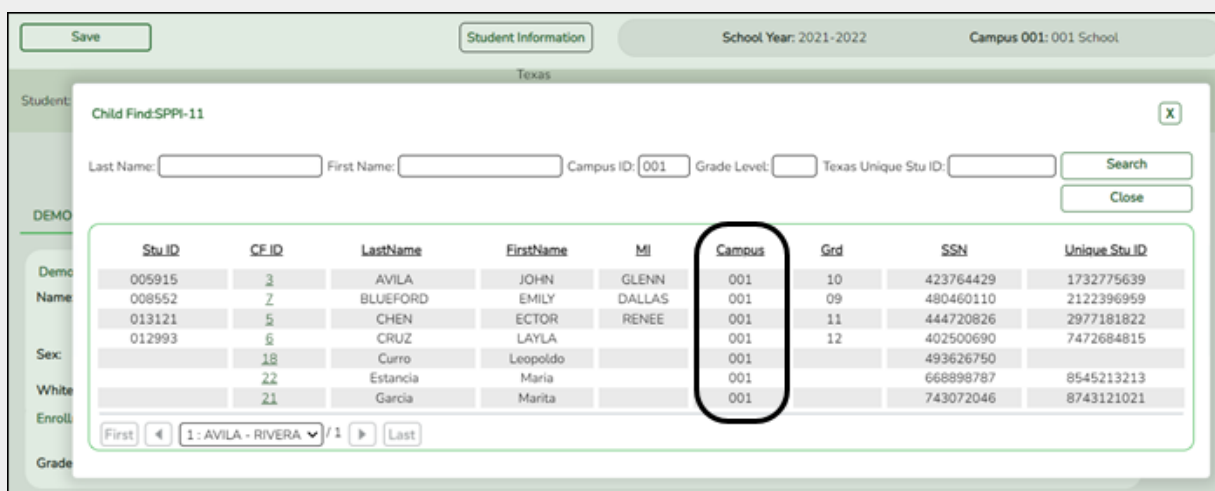 Save Student Information School Year: 2021-2022 Campus 001: 001 School
Texas
Student:
Child Find:SPPI-11 X
Last Name: First Name: Campus ID: 001 Grade Level: Texas Unique Stu ID: Search
Close
DEMO
Stu ID CF ID LastName FirstName MI Campus Grd SSN Unique Stu ID
Demo
005915 3 AVILA JOHN GLENN 001 10 423764429 1732775639
Name
008552 7 BLUEFORD EMILY DALLAS 001 09 480460110 2122396959
013121 5 CHEN ECTOR RENEE 001 11 444720826 2977181822
012993 6 CRUZ LAYLA 001 12 402500690 7472684815
Sex:
18 Curro Leopoldo 001 493626750
22 Estancia Maria 001 668898787 8545213213
White
21 Garcia Marita 001 743072046 8743121021
Enroll
First 1 : AVILA - RIVERA / 1 Last
Grade